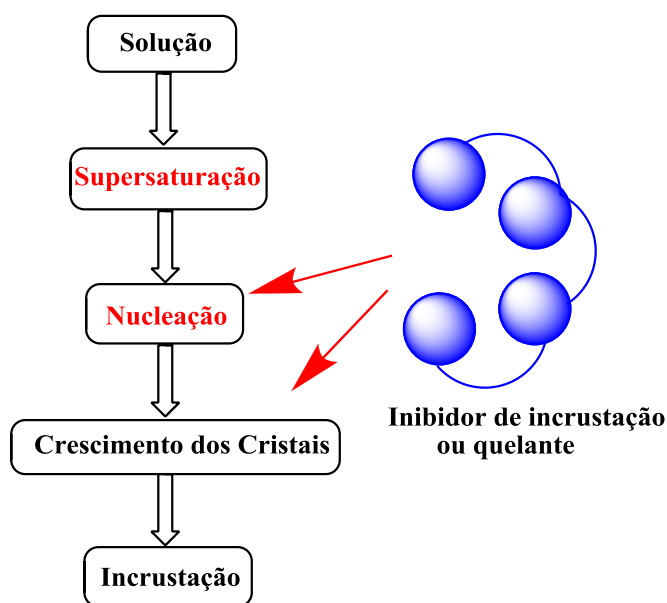 Solução
Supersaturação
Nucleação
Crescimento dos Cristais
Incrustação
Inibidor de incrustação
ou quelante